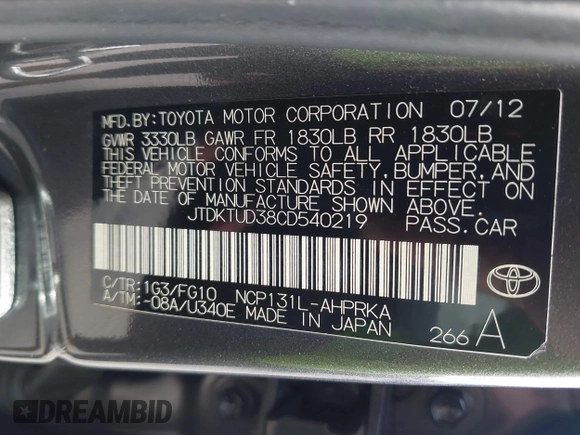 MFD.BY:TOYOTA MOTOR CORPORATION 07/12
GVWR 3330LB GAWR FR 1830LB RR 1830LB
THIS VEHICLE CONFORMS TO ALL APPLICABLE
FEDERAL MOTOR VEHICLE SAFETY, BUMPER, AND
THEFT PREVENTION STANDARDS IN EFFECT ON
THE DATE OF MANUFACTURE SHOWN ABOVE.
JTDKTUD38CD540219 PASS.CAR
C/TR:1G3/FG10 NCP131L-AHPRKA
A/TM:-08A/U340E MADE IN JAPAN
266 A
DREAMBID